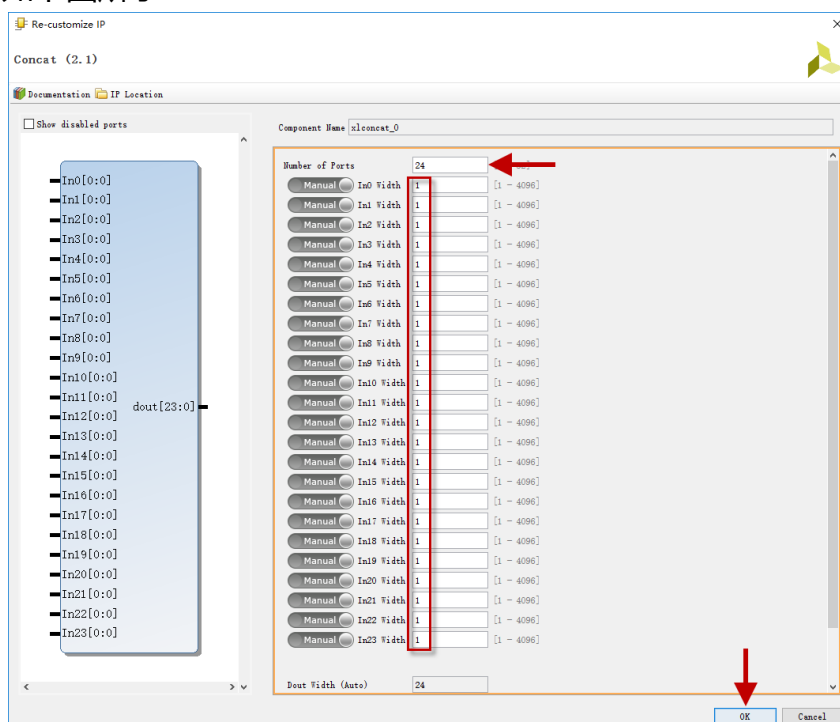 Re-customize IP
Concat (2.1)
Documentation IP Location
Show disabled ports
In0[0:0]
In1[0:0]
In2[0:0]
In3[0:0]
In4[0:0]
In5[0:0]
In6[0:0]
In7[0:0]
In8[0:0]
In9[0:0]
In10[0:0]
In11[0:0]
dout[23:0]
In12[0:0]
In13[0:0]
In14[0:0]
In15[0:0]
In16[0:0]
In17[0:0]
In18[0:0]
In19[0:0]
In20[0:0]
In21[0:0]
In22[0:0]
In23[0:0]
Component Name xlconcat_0
Number of Ports 24
Manual In0 Width 1 [1 - 4096]
Manual In1 Width 1 [1 - 4096]
Manual In2 Width 1 [1 - 4096]
Manual In3 Width 1 [1 - 4096]
Manual In4 Width 1 [1 - 4096]
Manual In5 Width 1 [1 - 4096]
Manual In6 Width 1 [1 - 4096]
Manual In7 Width 1 [1 - 4096]
Manual In8 Width 1 [1 - 4096]
Manual In9 Width 1 [1 - 4096]
Manual In10 Width 1 [1 - 4096]
Manual In11 Width 1 [1 - 4096]
Manual In12 Width 1 [1 - 4096]
Manual In13 Width 1 [1 - 4096]
Manual In14 Width 1 [1 - 4096]
Manual In15 Width 1 [1 - 4096]
Manual In16 Width 1 [1 - 4096]
Manual In17 Width 1 [1 - 4096]
Manual In18 Width 1 [1 - 4096]
Manual In19 Width 1 [1 - 4096]
Manual In20 Width 1 [1 - 4096]
Manual In21 Width 1 [1 - 4096]
Manual In22 Width 1 [1 - 4096]
Manual In23 Width 1 [1 - 4096]
Dout Width (Auto) 24
OK Cancel